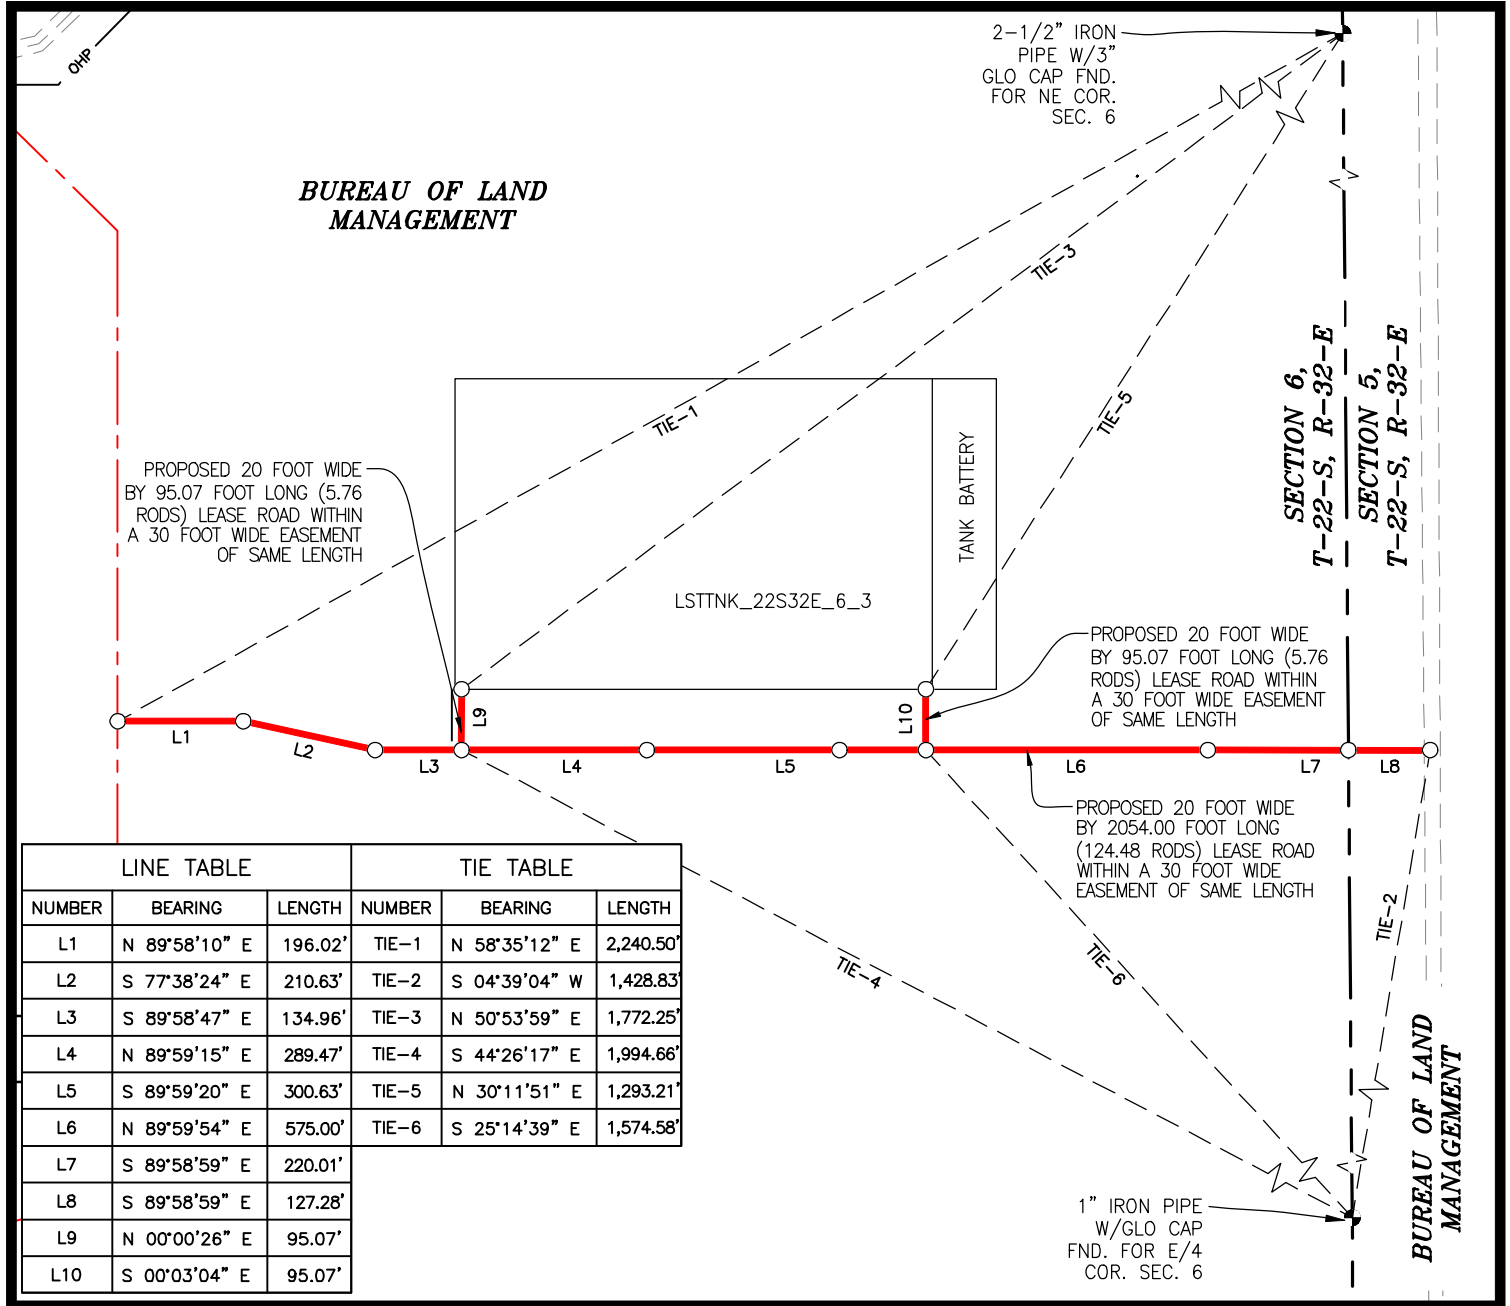 OHP
2-1/2" IRON
PIPE W/3"
GLO CAP FND.
FOR NE COR.
SEC. 6
BUREAU OF LAND
MANAGEMENT
TIE-3
TIE-1
TIE-5
SECTION 6,
T-22-S, R-32-E
SECTION 5,
T-22-S, R-32-E
PROPOSED 20 FOOT WIDE
BY 95.07 FOOT LONG (5.76
RODS) LEASE ROAD WITHIN
A 30 FOOT WIDE EASEMENT
OF SAME LENGTH
TANK BATTERY
LSTTNK_22S32E_6_3
PROPOSED 20 FOOT WIDE
BY 95.07 FOOT LONG (5.76
RODS) LEASE ROAD WITHIN
A 30 FOOT WIDE EASEMENT
OF SAME LENGTH
L9
L10
L1
L2
L3
L4
L5
L6
L7
L8
PROPOSED 20 FOOT WIDE
BY 2054.00 FOOT LONG
(124.48 RODS) LEASE ROAD
WITHIN A 30 FOOT WIDE
EASEMENT OF SAME LENGTH
TIE-2
TIE-4
TIE-6
LINE TABLE TIE TABLE
NUMBER BEARING LENGTH NUMBER BEARING LENGTH
L1 N 89°58'10" E 196.02' TIE-1 N 58°35'12" E 2,240.50'
L2 S 77°38'24" E 210.63' TIE-2 S 04°39'04" W 1,428.83'
L3 S 89°58'47" E 134.96' TIE-3 N 50°53'59" E 1,772.25'
L4 N 89°59'15" E 289.47' TIE-4 S 44°26'17" E 1,994.66'
L5 S 89°59'20" E 300.63' TIE-5 N 30°11'51" E 1,293.21'
L6 N 89°59'54" E 575.00' TIE-6 S 25°14'39" E 1,574.58'
L7 S 89°58'59" E 220.01'
L8 S 89°58'59" E 127.28'
L9 N 00°00'26" E 95.07'
L10 S 00°03'04" E 95.07'
BUREAU OF LAND
MANAGEMENT
1" IRON PIPE
W/GLO CAP
FND. FOR E/4
COR. SEC. 6